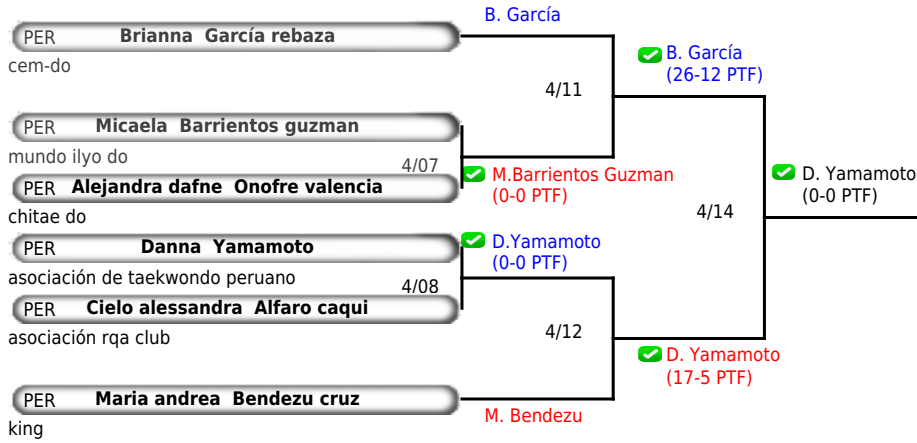 B. García
PER Brianna García rebaza
cem-do
B. García
(26-12 PTF)
4/11
PER Micaela Barrientos guzman
mundo ilyo do
4/07
M.Barrientos Guzman
(0-0 PTF)
PER Alejandra dafne Onofre valencia
chitae do
D. Yamamoto
(0-0 PTF)
4/14
PER Danna Yamamoto
asociación de taekwondo peruano
D.Yamamoto
(0-0 PTF)
4/08
PER Cielo alessandra Alfaro caqui
asociación rqa club
4/12
D. Yamamoto
(17-5 PTF)
PER Maria andrea Bendezu cruz
king
M. Bendezu